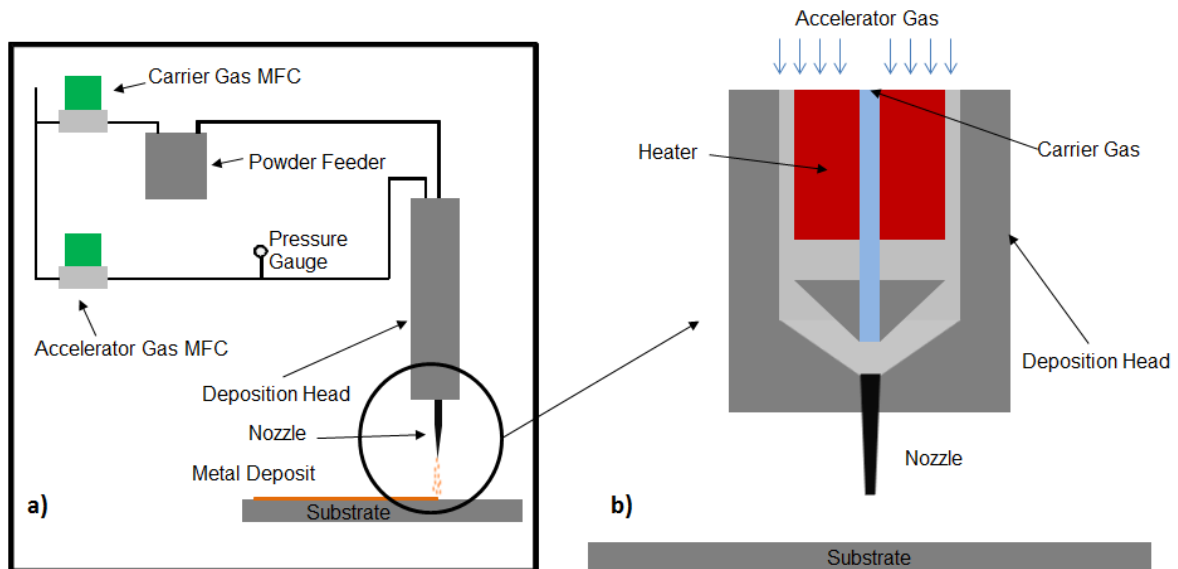 Carrier Gas MFC
Powder Feeder
Pressure
Gauge
Accelerator Gas MFC
Deposition Head
Nozzle
Metal Deposit
Substrate
a)
Accelerator Gas
Heater
Carrier Gas
Deposition Head
Nozzle
b)
Substrate